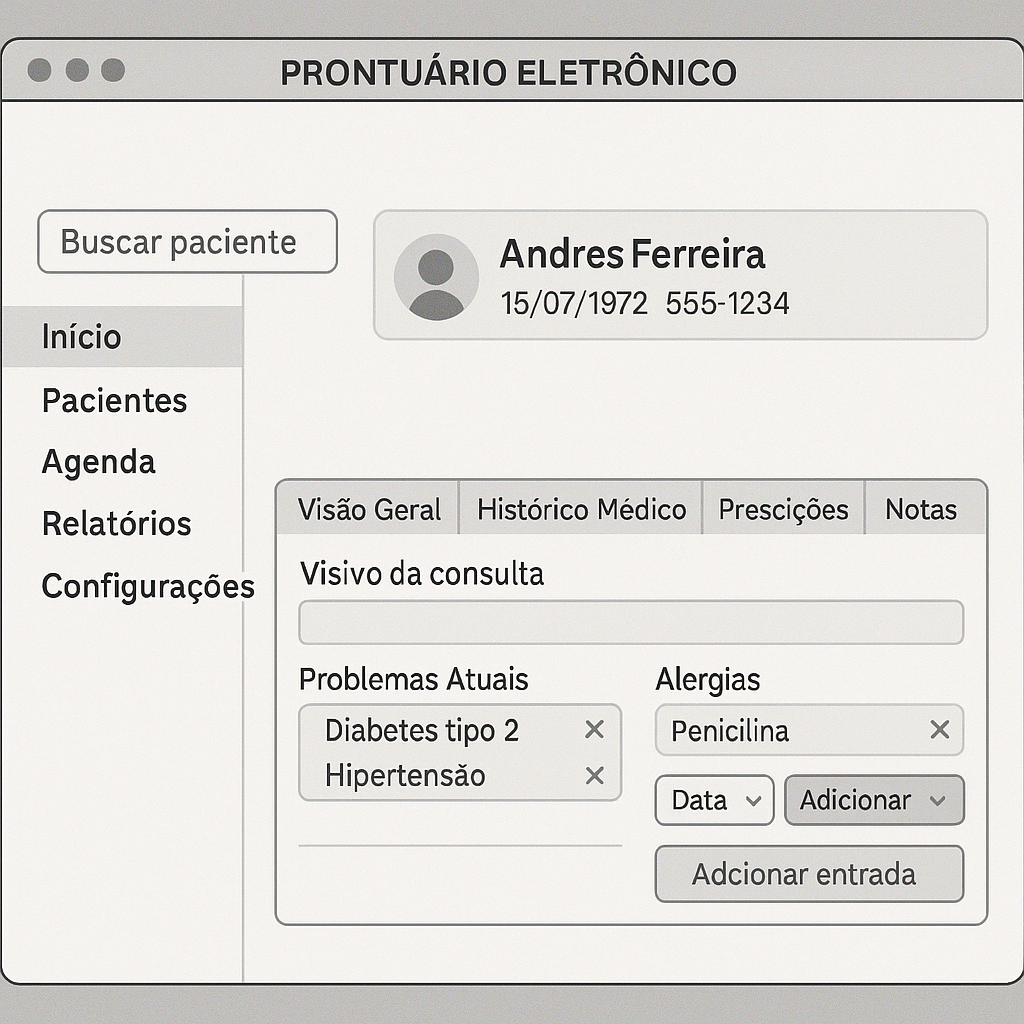 PRONTUÁRIO ELETRÔNICO
Buscar paciente
Andres Ferreira
15/07/1972 555-1234
Início
Pacientes
Agenda
Relatórios
Configurações
Visão Geral
Histórico Médico
Prescições
Notas
Visivo da consulta
Problemas Atuais
Diabetes tipo 2
Hipertensão
Alergias
Penicilina
Data
Adicionar
Adcionar entrada